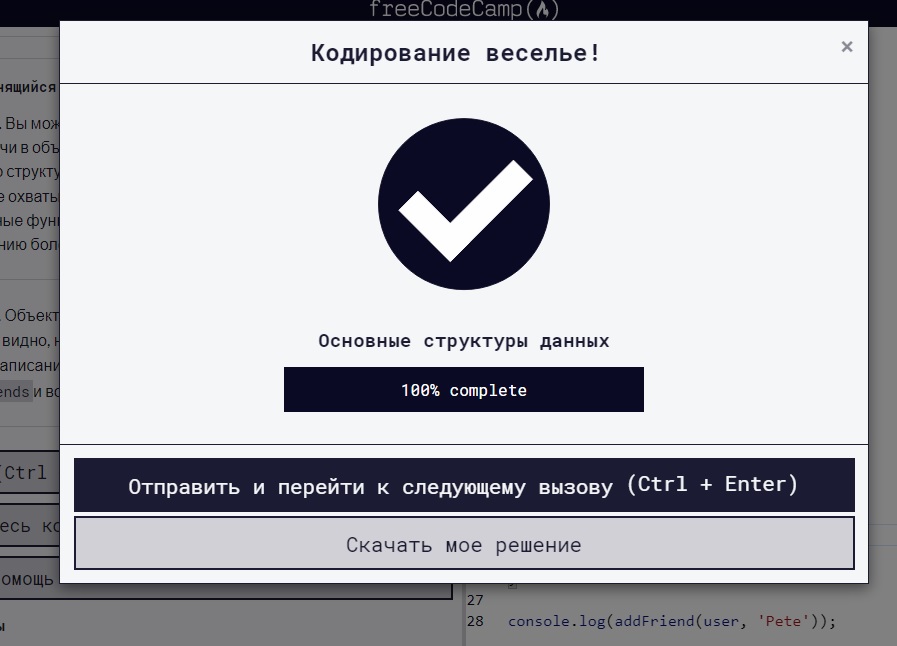 freeCodeCamp(🔥)
Кодирование веселье!
×
нящийся
. Вы мож
чи в объ
структу
е охваты
ные фун
нию бол
Основные структуры данных
100% complete
. Объект
видно, н
аписани
ends и вс
Отправить и перейти к следующему вызову (Ctrl + Enter)
(Ctrl
Скачать мое решение
есь ко
омощь
ы
27
28 console.log(addFriend(user, 'Pete'));